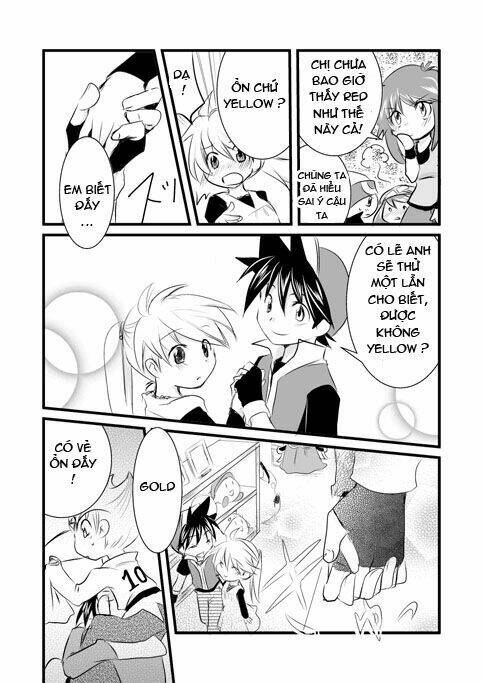 CHỊ CHƯA
BAO GIỜ
THẤY RED
NHƯ THẾ
NÀY CẢ!
CHÚNG TA
ĐÃ HIỂU
SAI Ý CẬU
TA
ỔN CHỨ
YELLOW?
DẠ
!
EM BIẾT
ĐẤY
...
CÓ LẼ ANH
SẼ THỬ
MỘT LẦN
CHO BIẾT,
ĐƯỢC
KHÔNG
YELLOW?
GOLD
CÓ VẺ
ỔN ĐẤY
!
10